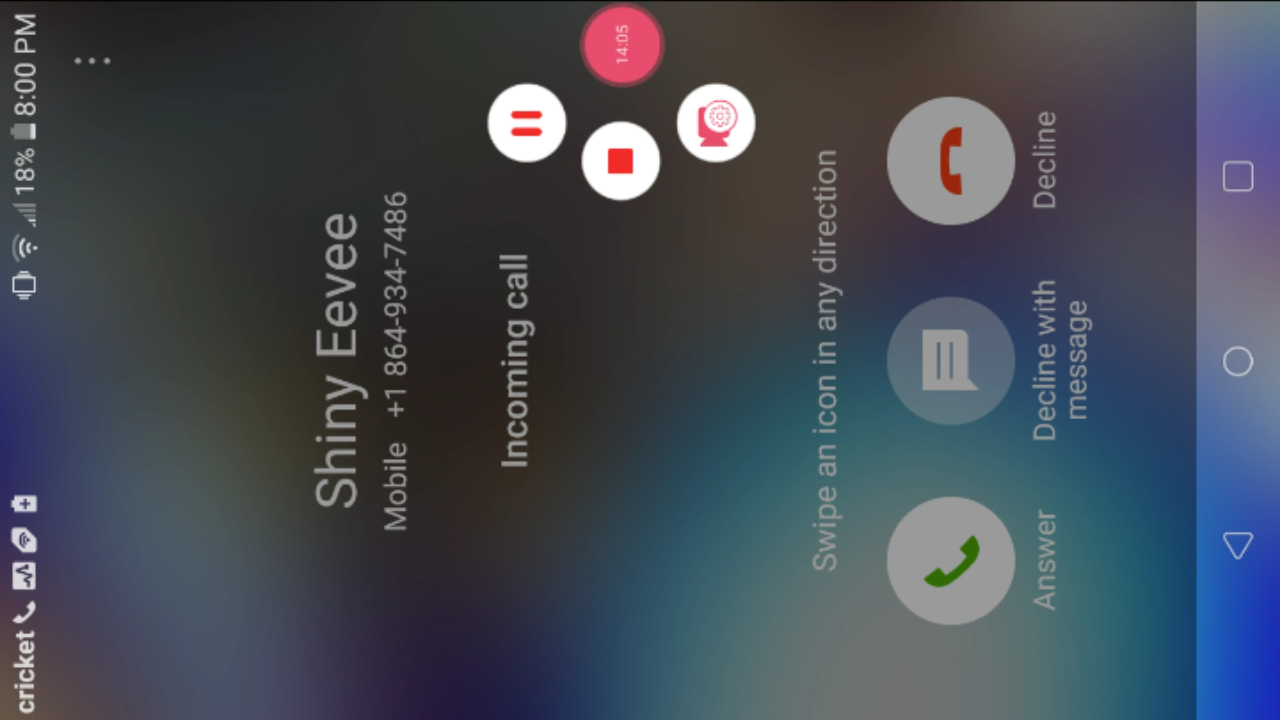 cricket 18% 8:00 PM
Shiny Eevee
Mobile +1 864-934-7486
Incoming call
14:05
Swipe an icon in any direction
Answer
Decline with
message
Decline